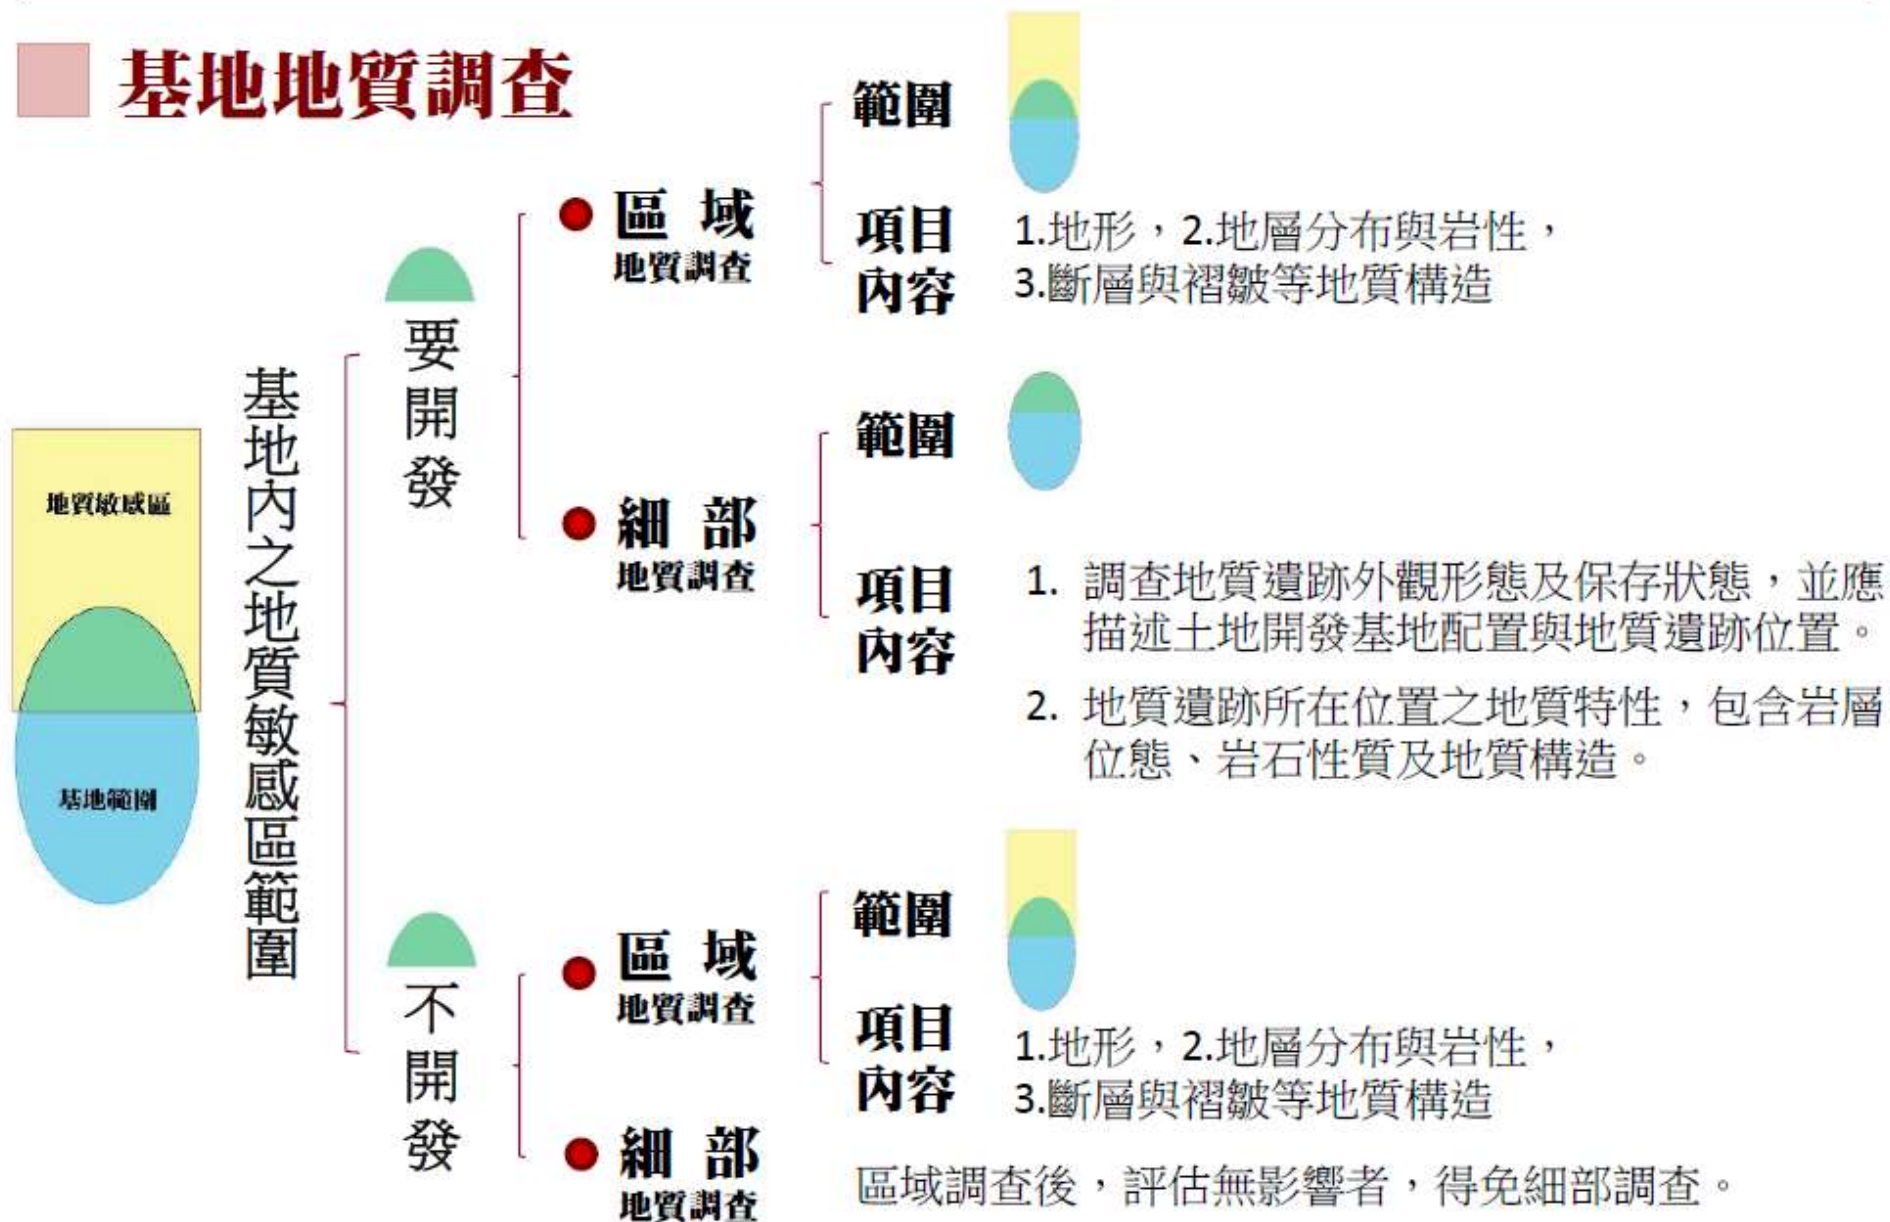 基地地質調查
地質敏感區
基地範圍
基地內之地質敏感區範圍
要開發
區域
地質調查
範圍
項目
內容
1.地形，2.地層分布與岩性，
3.斷層與褶皺等地質構造
細部
地質調查
範圍
項目
內容
1. 調查地質遺跡外觀形態及保存狀態，並應
描述土地開發基地配置與地質遺跡位置。
2. 地質遺跡所在位置之地質特性，包含岩層
位態、岩石性質及地質構造。
不開發
區域
地質調查
範圍
項目
內容
1.地形，2.地層分布與岩性，
3.斷層與褶皺等地質構造
細部
地質調查
區域調查後，評估無影響者，得免細部調查。